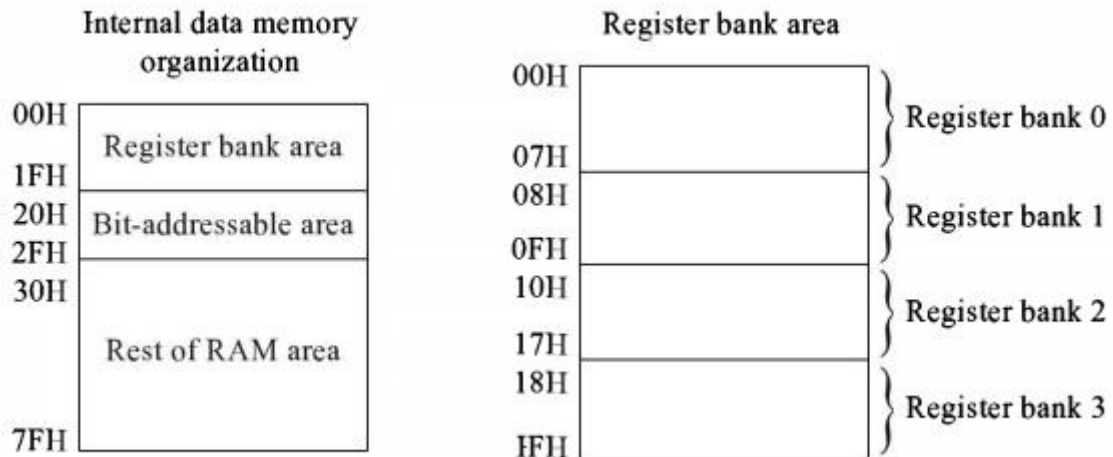 Internal data memory
organization
00H
Register bank area
1FH
20H
Bit-addressable area
2FH
30H
Rest of RAM area
7FH
Register bank area
00H
Register bank 0
07H
08H
Register bank 1
0FH
10H
Register bank 2
17H
18H
Register bank 3
1FH